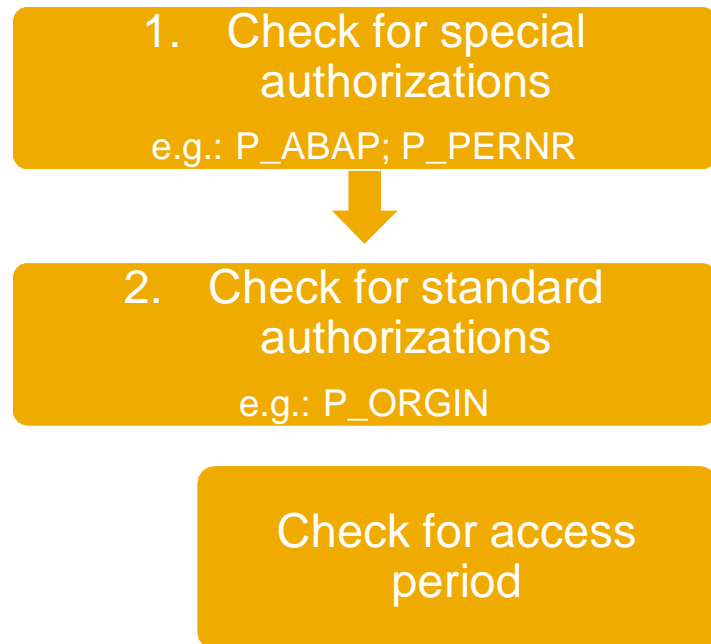 1. Check for special
authorizations
e.g.: P_ABAP; P_PERNR
2. Check for standard
authorizations
e.g.: P_ORGIN
Check for access
period